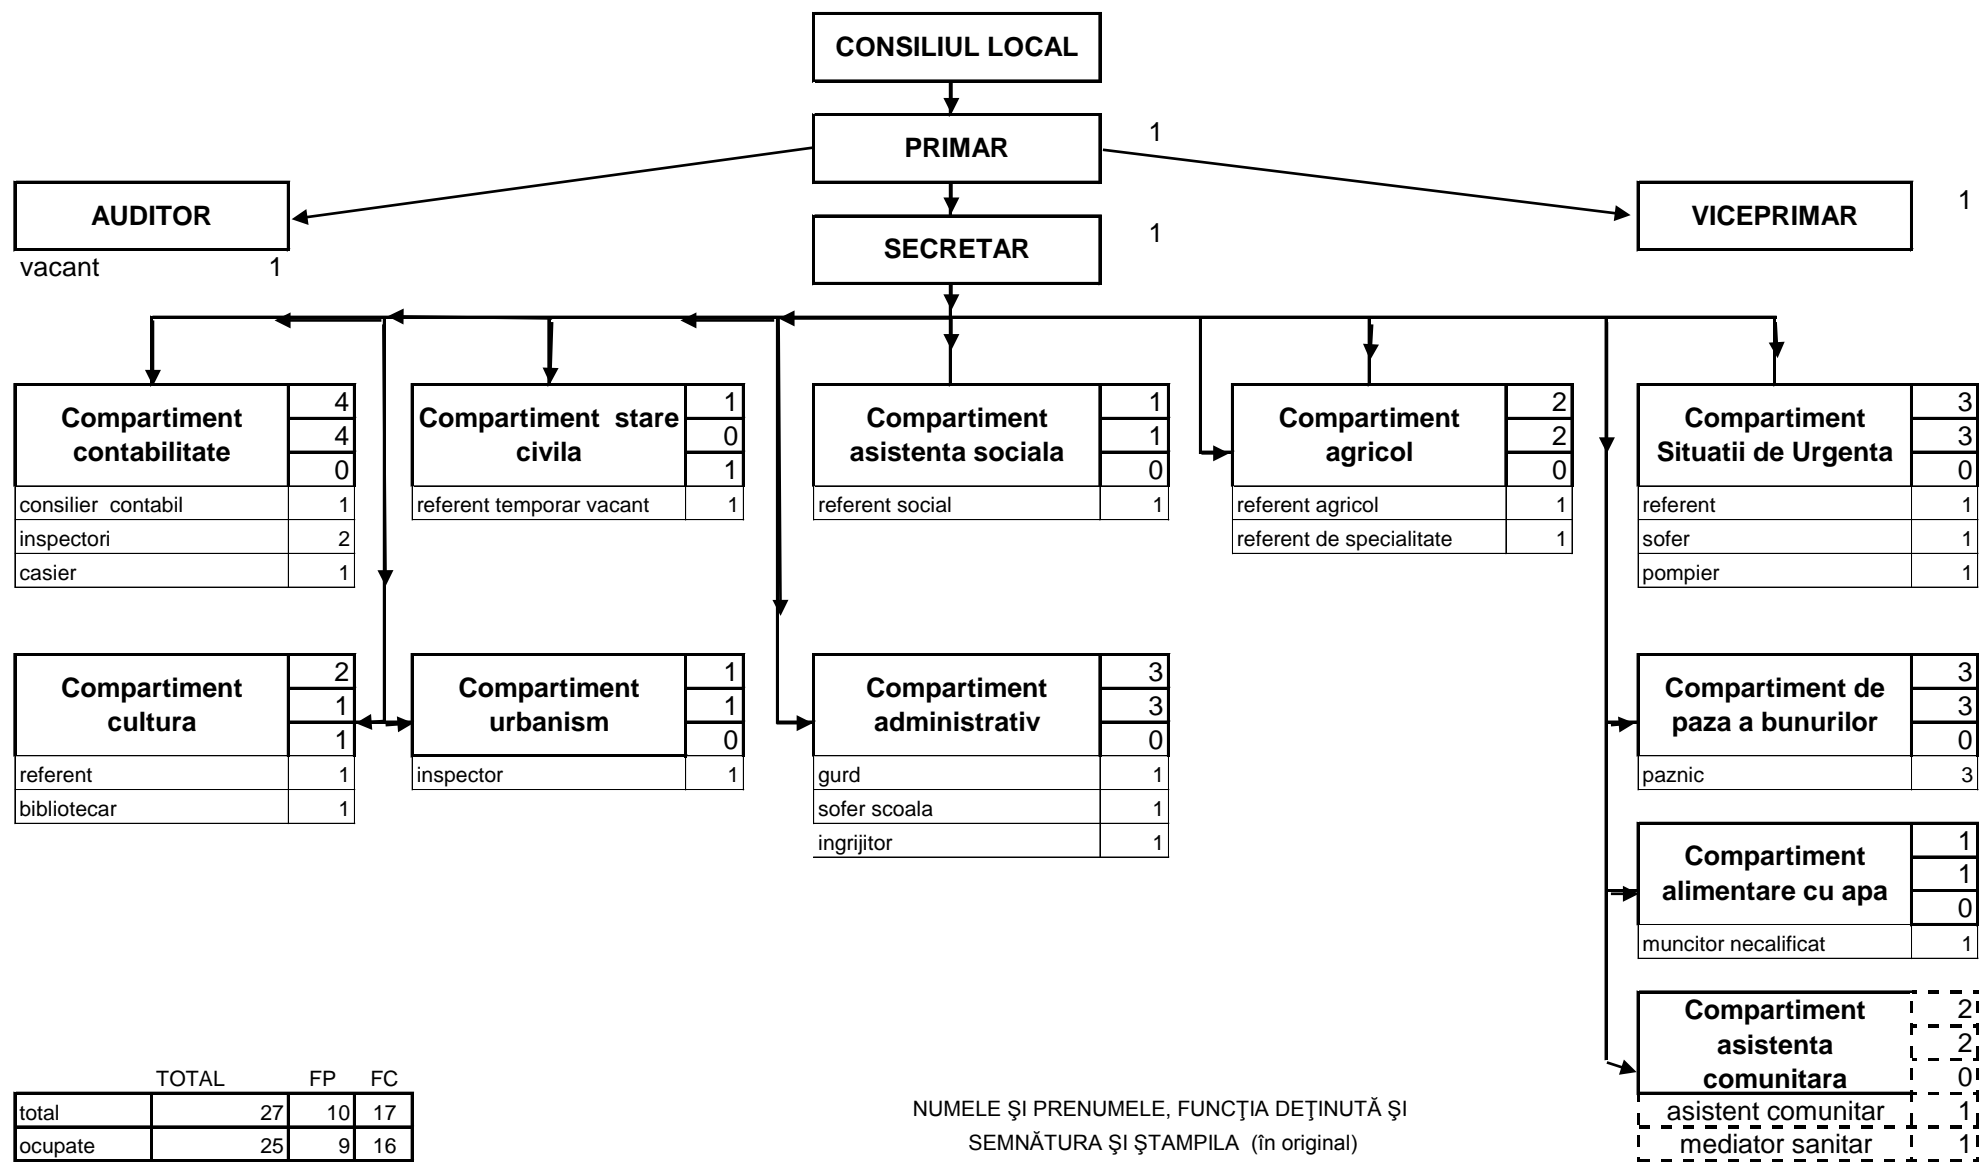 CONSILIUL LOCAL
PRIMAR
1
AUDITOR
vacant 1
SECRETAR
1
VICEPRIMAR
1
Compartiment
contabilitate
4
4
0
consilier contabil 1
inspectori 2
casier 1
Compartiment stare
civila
1
0
1
referent temporar vacant 1
Compartiment
asistenta sociala
1
1
0
referent social 1
Compartiment
agricol
2
2
0
referent agricol 1
referent de specialitate 1
Compartiment
Situatii de Urgenta
3
3
0
referent 1
sofer 1
pompier 1
Compartiment
cultura
2
1
1
referent 1
bibliotecar 1
Compartiment
urbanism
1
1
0
inspector 1
Compartiment
administrativ
3
3
0
gurd 1
sofer scoala 1
ingrijitor 1
Compartiment de
paza a bunurilor
3
3
0
paznic 3
Compartiment
alimentare cu apa
1
1
0
muncitor necalificat 1
Compartiment
asistenta
comunitara
2
2
0
asistent comunitar 1
mediator sanitar 1
TOTAL FP FC
total 27 10 17
ocupate 25 9 16
NUMELE ŞI PRENUMELE, FUNCŢIA DEŢINUTĂ ŞI
SEMNĂTURA ŞI ŞTAMPILA (în original)